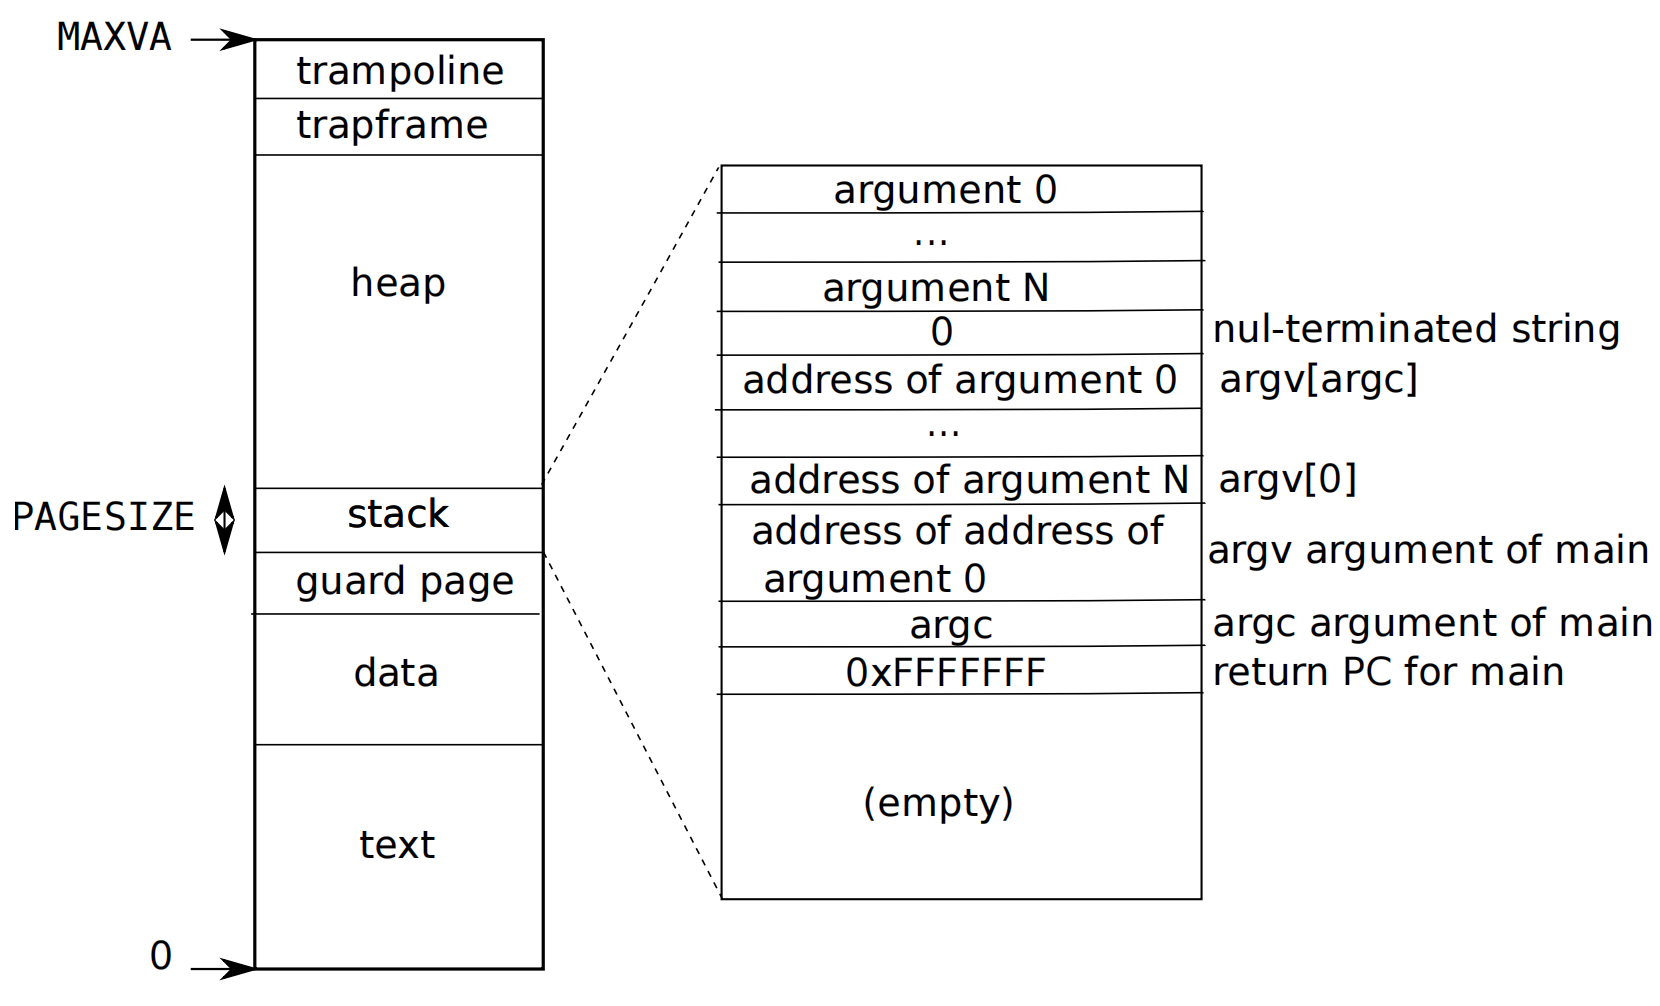 MAXVA
trampoline
trapframe
heap
PAGESIZE
stack
guard page
data
text
0
argument 0
...
argument N
0
nul-terminated string
address of argument 0
argv[argc]
...
address of argument N
argv[0]
address of address of
argument 0
argv argument of main
argc
argc argument of main
0xFFFFFFF
return PC for main
(empty)